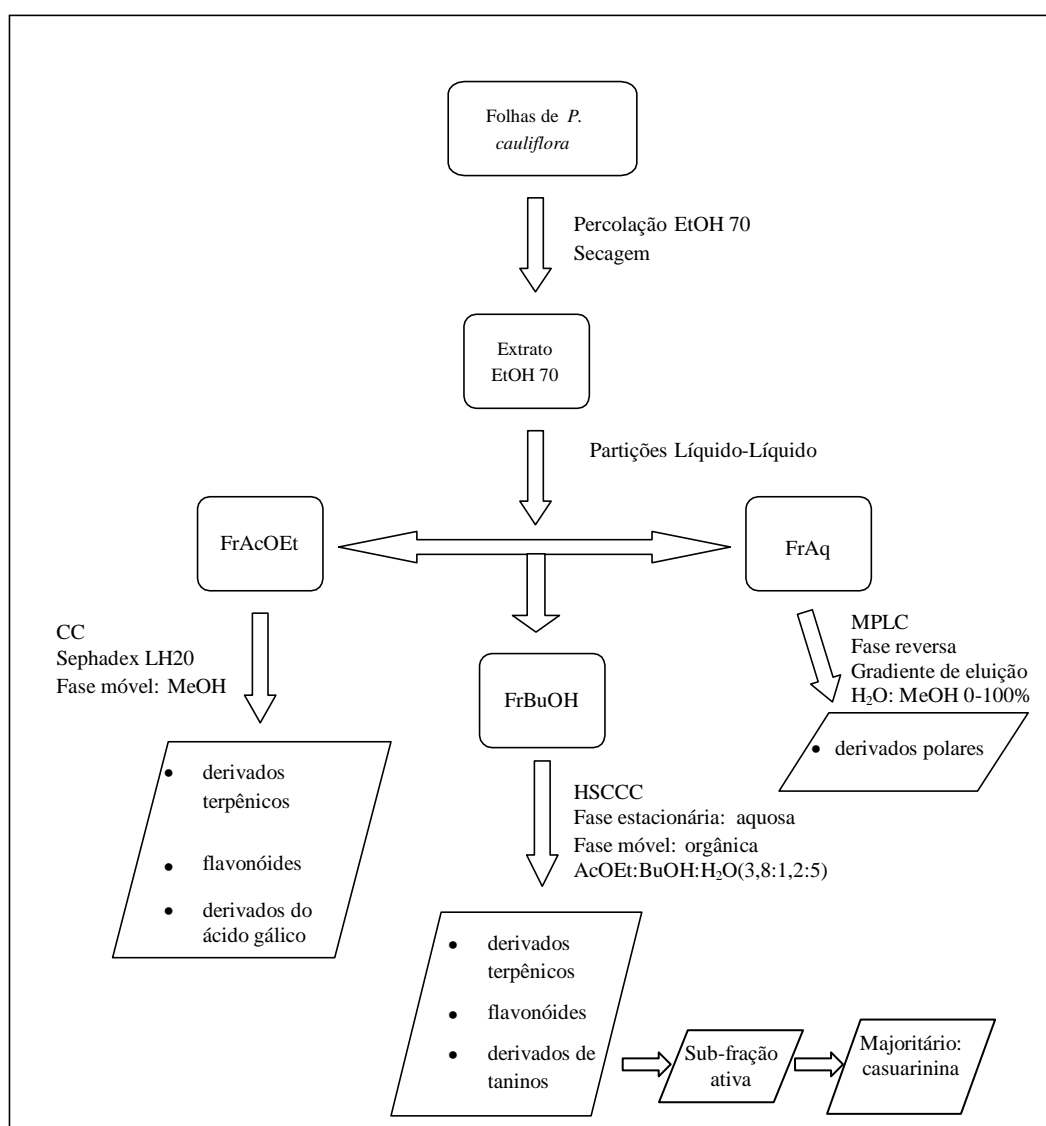 Folhas de P.
cauliflora
Percolação EtOH 70
Secagem
Extrato
EtOH 70
Partições Líquido-Líquido
FrAcOEt
FrAq
CC
Sephadex LH20
Fase móvel: MeOH
MPLC
Fase reversa
Gradiente de eluição
H₂O: MeOH 0-100%
FrBuOH
• derivados polares
• derivados
terpênicos
• flavonóides
• derivados do
ácido gálico
HSCCC
Fase estacionária: aquosa
Fase móvel: orgânica
AcOEt:BuOH:H₂O(3,8:1,2:5)
• derivados
terpênicos
• flavonóides
• derivados de
taninos
Sub-fração
ativa
Majoritário:
casuarinina